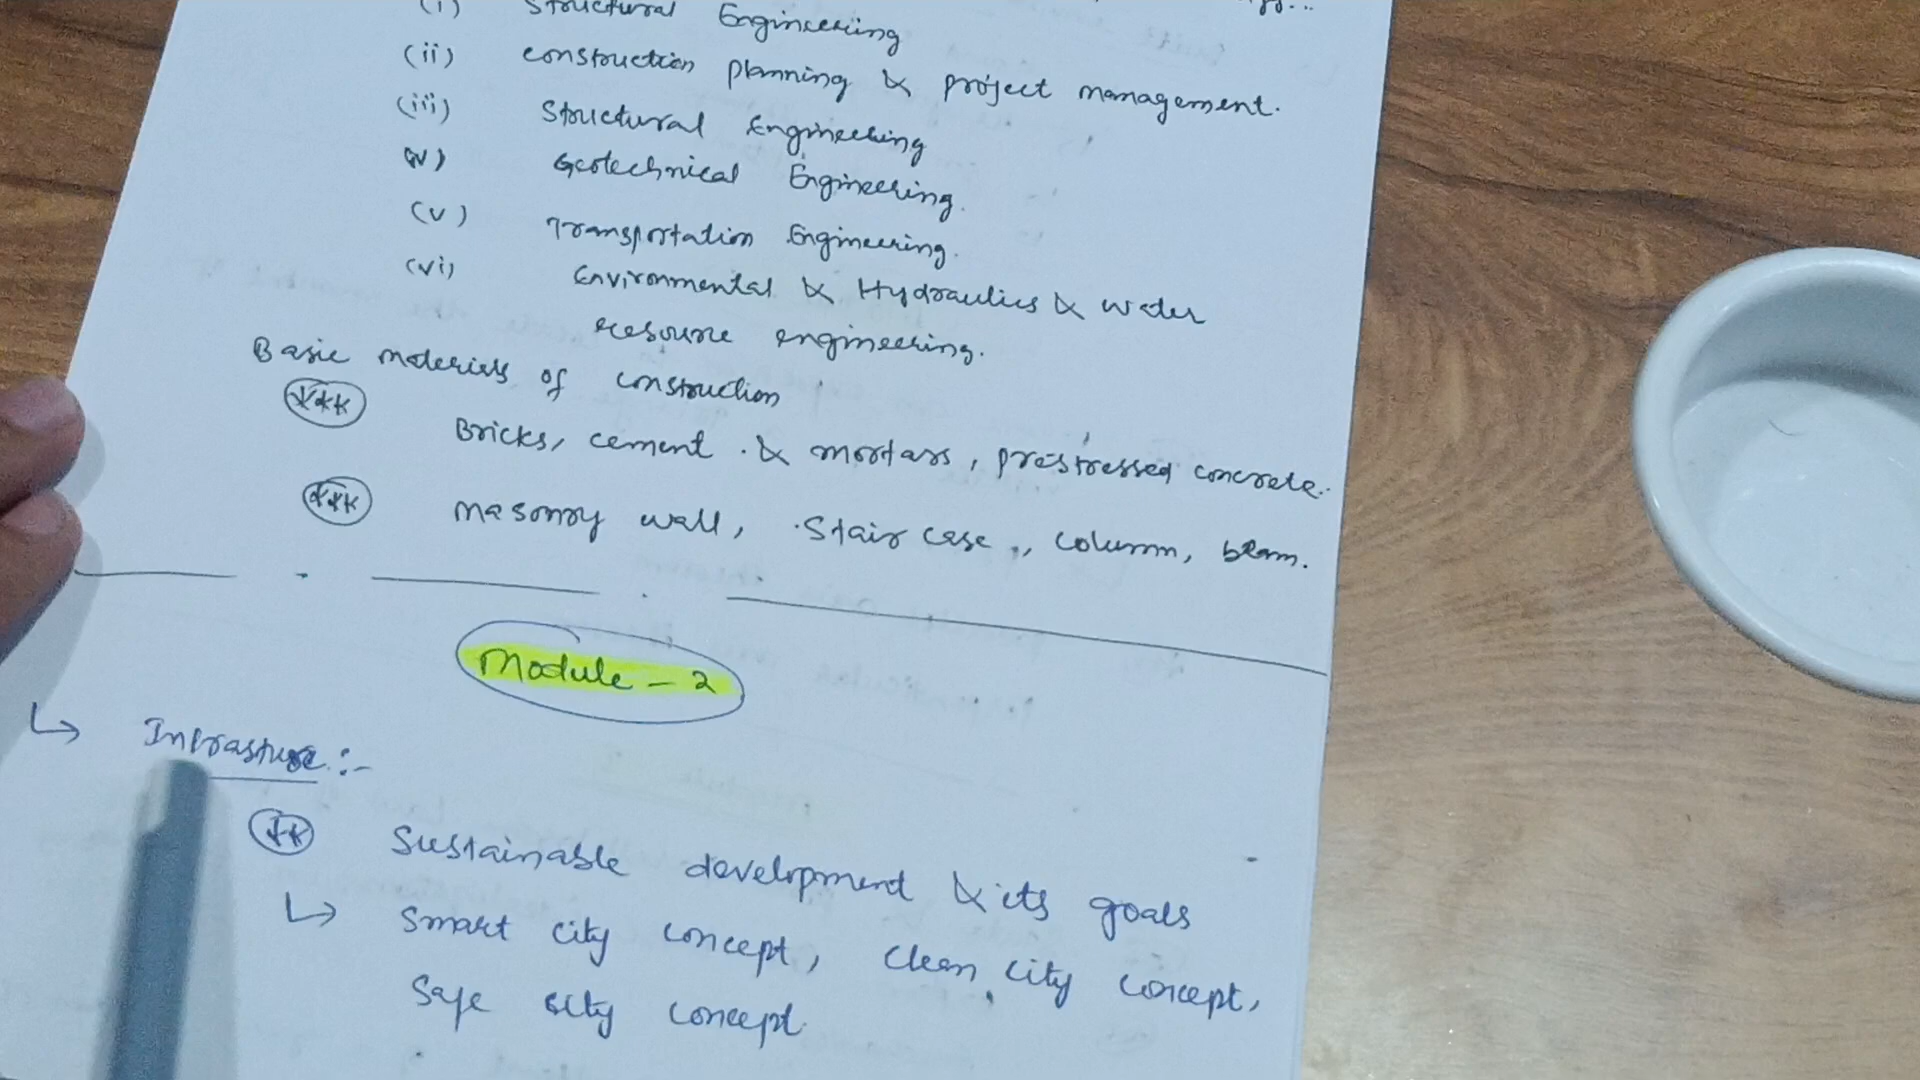 (i) Structural Engineering
(ii) construction planning & project management.
(iii) Structural Engineering
(iv) Geotechnical Engineering.
(v) Transportation Engineering.
(vi) Environmental & Hydraulics & water
resource engineering.
Basic materials of construction
*** Bricks, cement & mortars, prestressed concrete.
*** masonry wall, Stair case, column, beam.
Module - 2
↳ Infrasture :-
** Sustainable development & its goals
↳ Smart city concept, clean city concept,
Safe city concept.